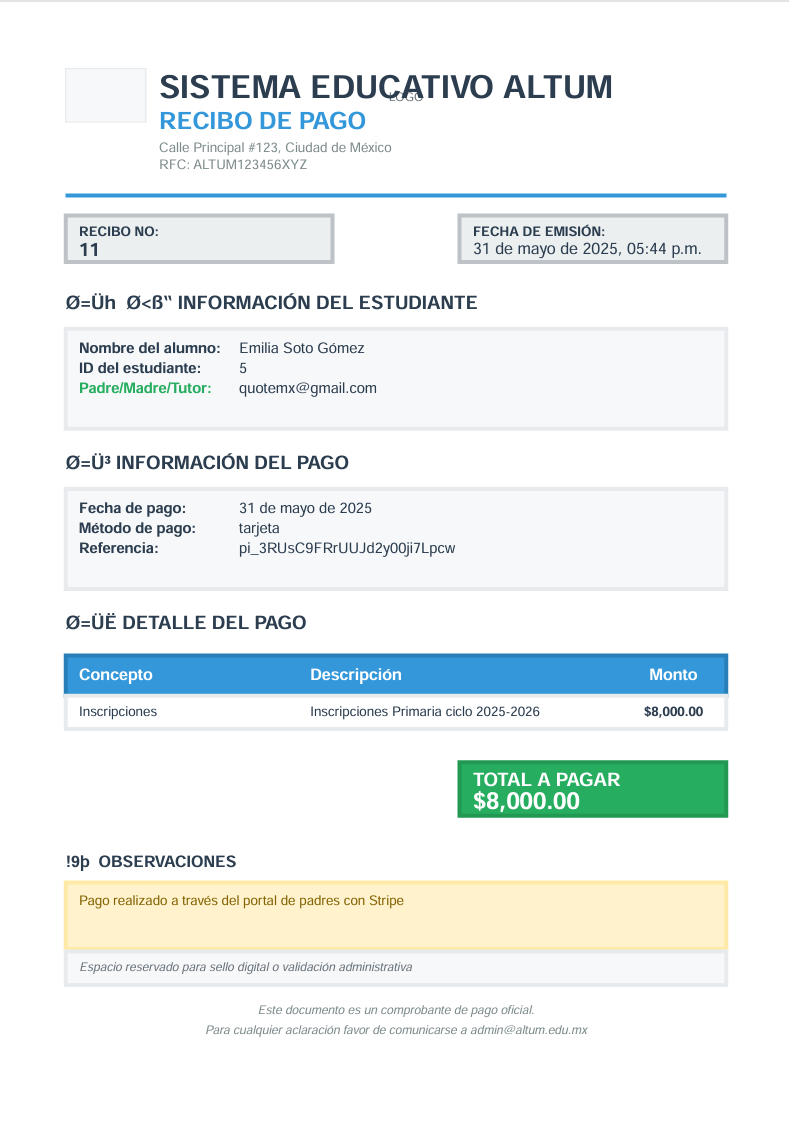 SISTEMA EDUCATIVO ALTUM
LOGO
RECIBO DE PAGO
Calle Principal #123, Ciudad de México
RFC: ALTUM123456XYZ
RECIBO NO:
11
FECHA DE EMISIÓN:
31 de mayo de 2025, 05:44 p.m.
Ø=Üh Ø<ß“ INFORMACIÓN DEL ESTUDIANTE
Nombre del alumno: Emilia Soto Gómez
ID del estudiante: 5
Padre/Madre/Tutor: quotemx@gmail.com
Ø=Ü³ INFORMACIÓN DEL PAGO
Fecha de pago: 31 de mayo de 2025
Método de pago: tarjeta
Referencia: pi_3RUsC9FRrUUJd2y00ji7Lpcw
Ø=ÜË DETALLE DEL PAGO
Concepto Descripción Monto
Inscripciones Inscripciones Primaria ciclo 2025-2026 $8,000.00
TOTAL A PAGAR
$8,000.00
!9þ OBSERVACIONES
Pago realizado a través del portal de padres con Stripe
Espacio reservado para sello digital o validación administrativa
Este documento es un comprobante de pago oficial.
Para cualquier aclaración favor de comunicarse a admin@altum.edu.mx